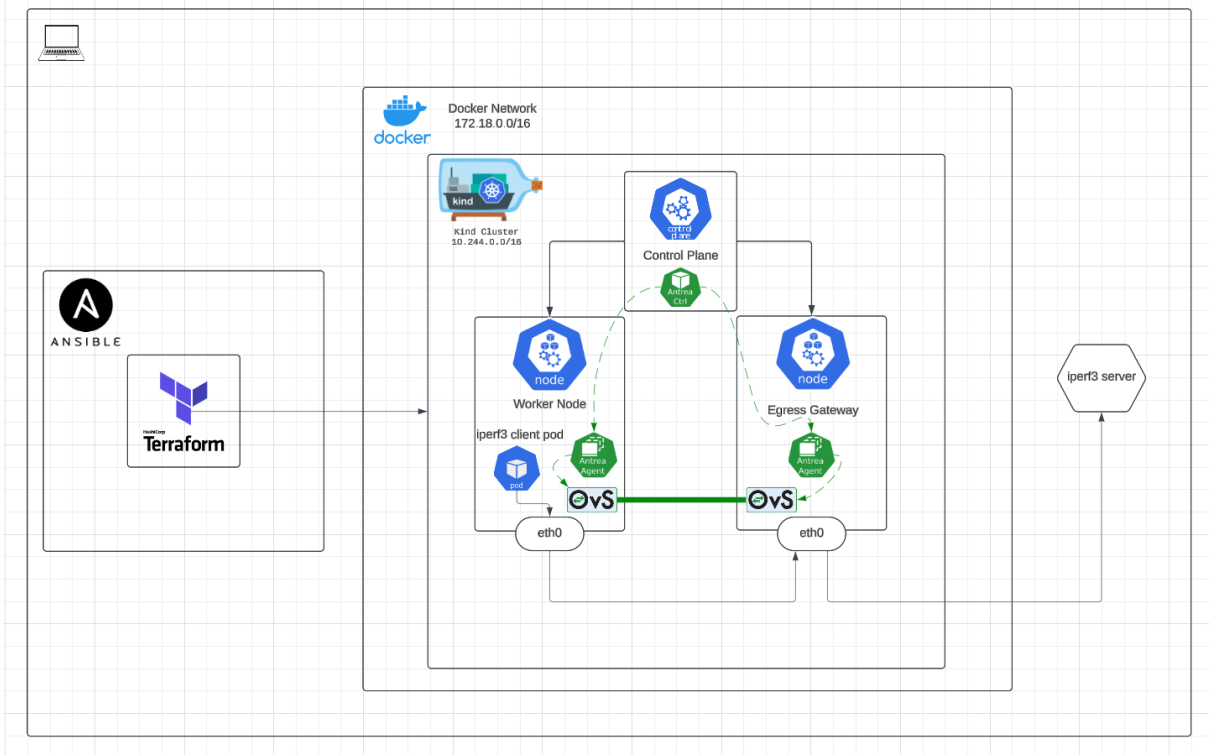 docker
Docker Network
172.18.0.0/16
kind
Kind Cluster
10.244.0.0/16
control
plane
Control Plane
Antrea
Ctrl
ANSIBLE
HashiCorp
Terraform
node
Worker Node
iperf3 client pod
pod
Antrea
Agent
OvS
eth0
node
Egress Gateway
Antrea
Agent
OvS
eth0
iperf3 server